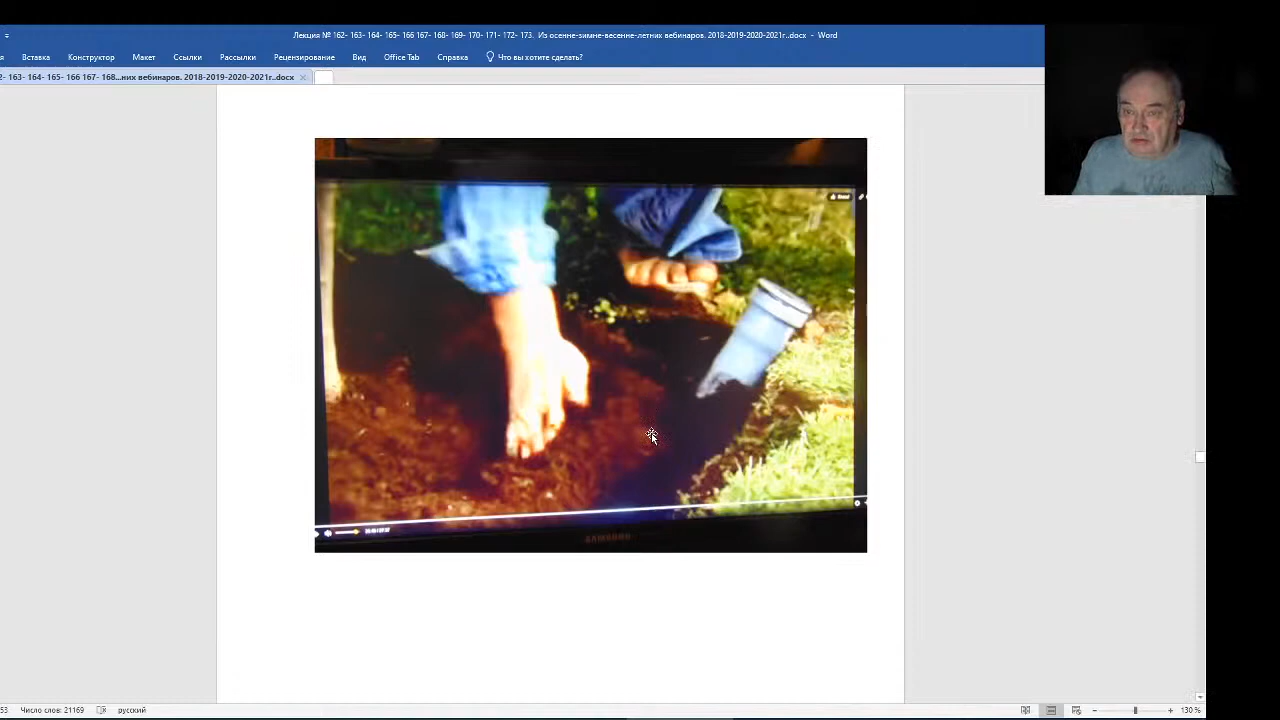 Лекция № 162- 163- 164- 165- 166 167- 168- 169- 170- 171- 172- 173. Из осенне-зимне-весенне-летних вебинаров. 2018-2019-2020-2021г..docx - Word
Вставка Конструктор Макет Ссылки Рассылки Рецензирование Вид Office Tab Справка Что вы хотите сделать?
2- 163- 164- 165- 166 167- 168...них вебинаров. 2018-2019-2020-2021г..docx
SAMSUNG
53 Число слов: 21169 русский 130 %